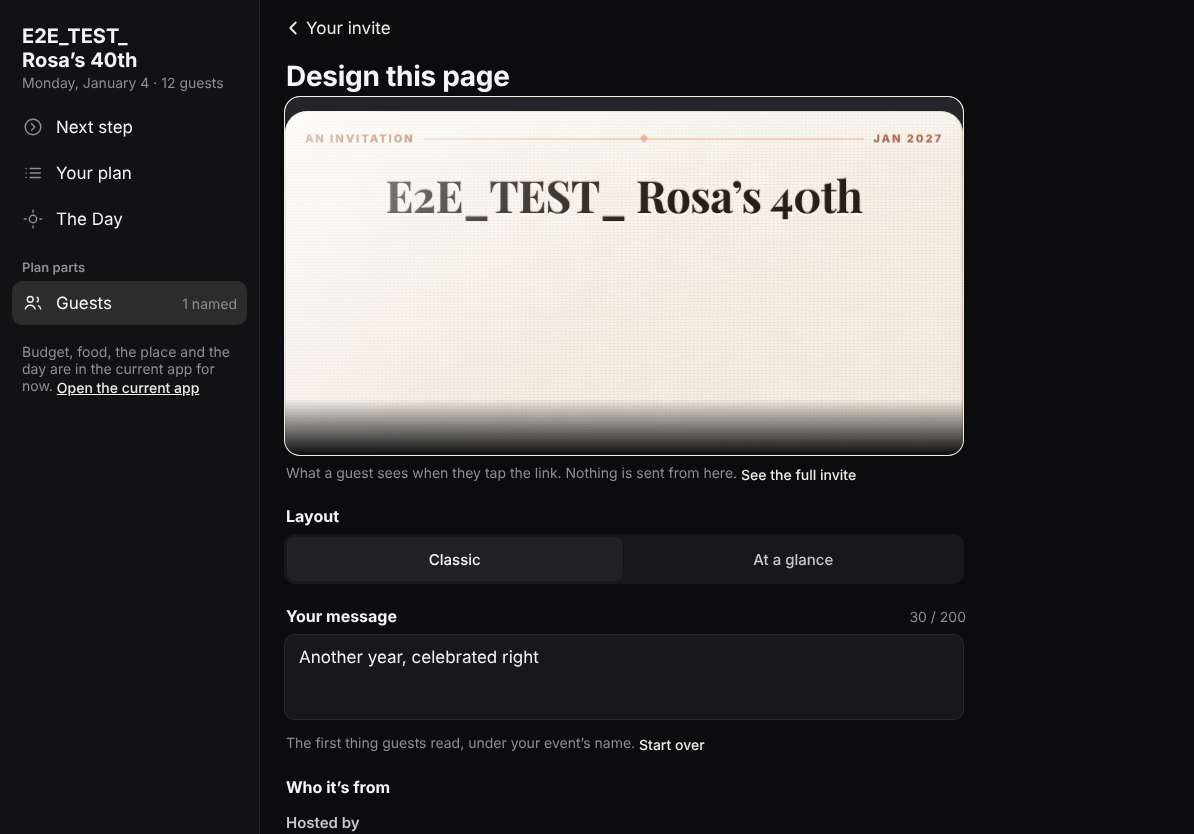 E2E_TEST_
Rosa’s 40th
Monday, January 4 · 12 guests
Next step
Your plan
The Day
Plan parts
Guests 1 named
Budget, food, the place and the
day are in the current app for
now. Open the current app
Your invite
Design this page
AN INVITATION JAN 2027
E2E_TEST_ Rosa’s 40th
What a guest sees when they tap the link. Nothing is sent from here. See the full invite
Layout
Classic At a glance
Your message 30 / 200
Another year, celebrated right
The first thing guests read, under your event’s name. Start over
Who it’s from
Hosted by